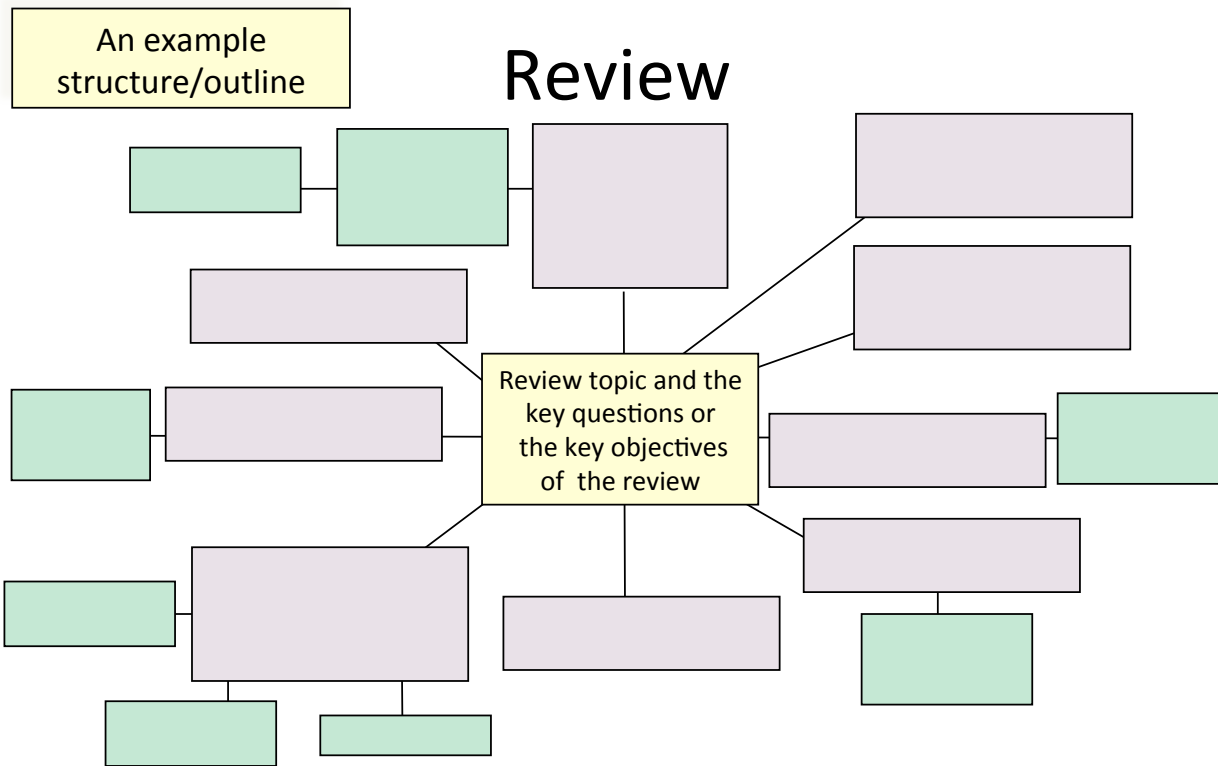 An example
structure/outline
Review
Review topic and the
key questions or
the key objectives
of the review